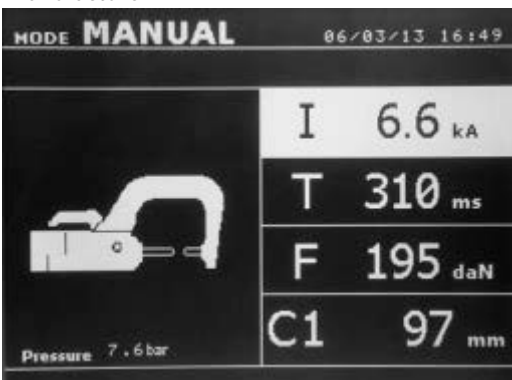 MODE MANUAL 06/03/13 16:49
I 6.6 kA
T 310 ms
F 195 daN
C1 97 mm
Pressure 7.6 bar